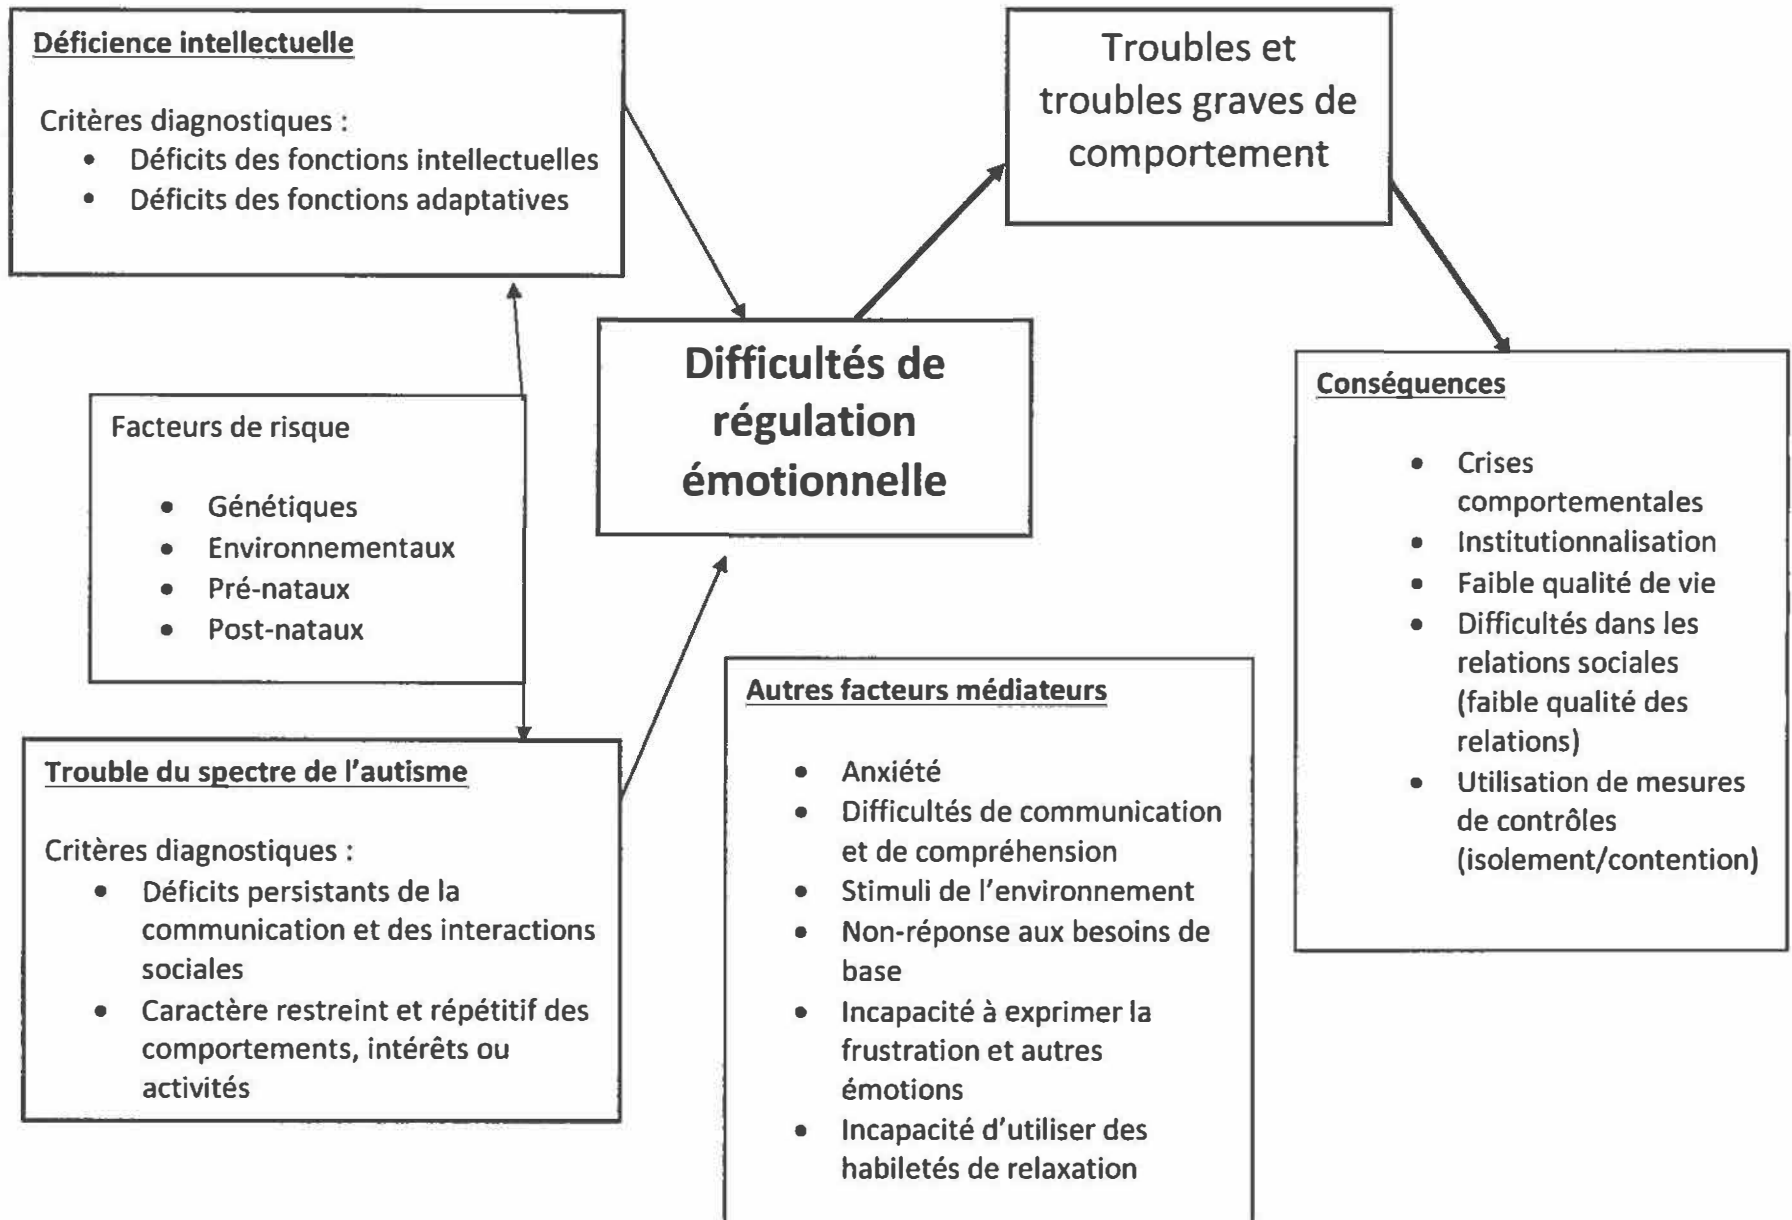 Déficience intellectuelle
Critères diagnostiques :
• Déficits des fonctions intellectuelles
• Déficits des fonctions adaptatives
Troubles et
troubles graves de
comportement
Difficultés de
régulation
émotionnelle
Facteurs de risque
• Génétiques
• Environnementaux
• Pré-nataux
• Post-nataux
Conséquences
• Crises
comportementales
• Institutionnalisation
• Faible qualité de vie
• Difficultés dans les
relations sociales
(faible qualité des
relations)
• Utilisation de mesures
de contrôles
(isolement/contention)
Trouble du spectre de l'autisme
Critères diagnostiques :
• Déficits persistants de la
communication et des interactions
sociales
• Caractère restreint et répétitif des
comportements, intérêts ou
activités
Autres facteurs médiateurs
• Anxiété
• Difficultés de communication
et de compréhension
• Stimuli de l'environnement
• Non-réponse aux besoins de
base
• Incapacité à exprimer la
frustration et autres
émotions
• Incapacité d'utiliser des
habiletés de relaxation